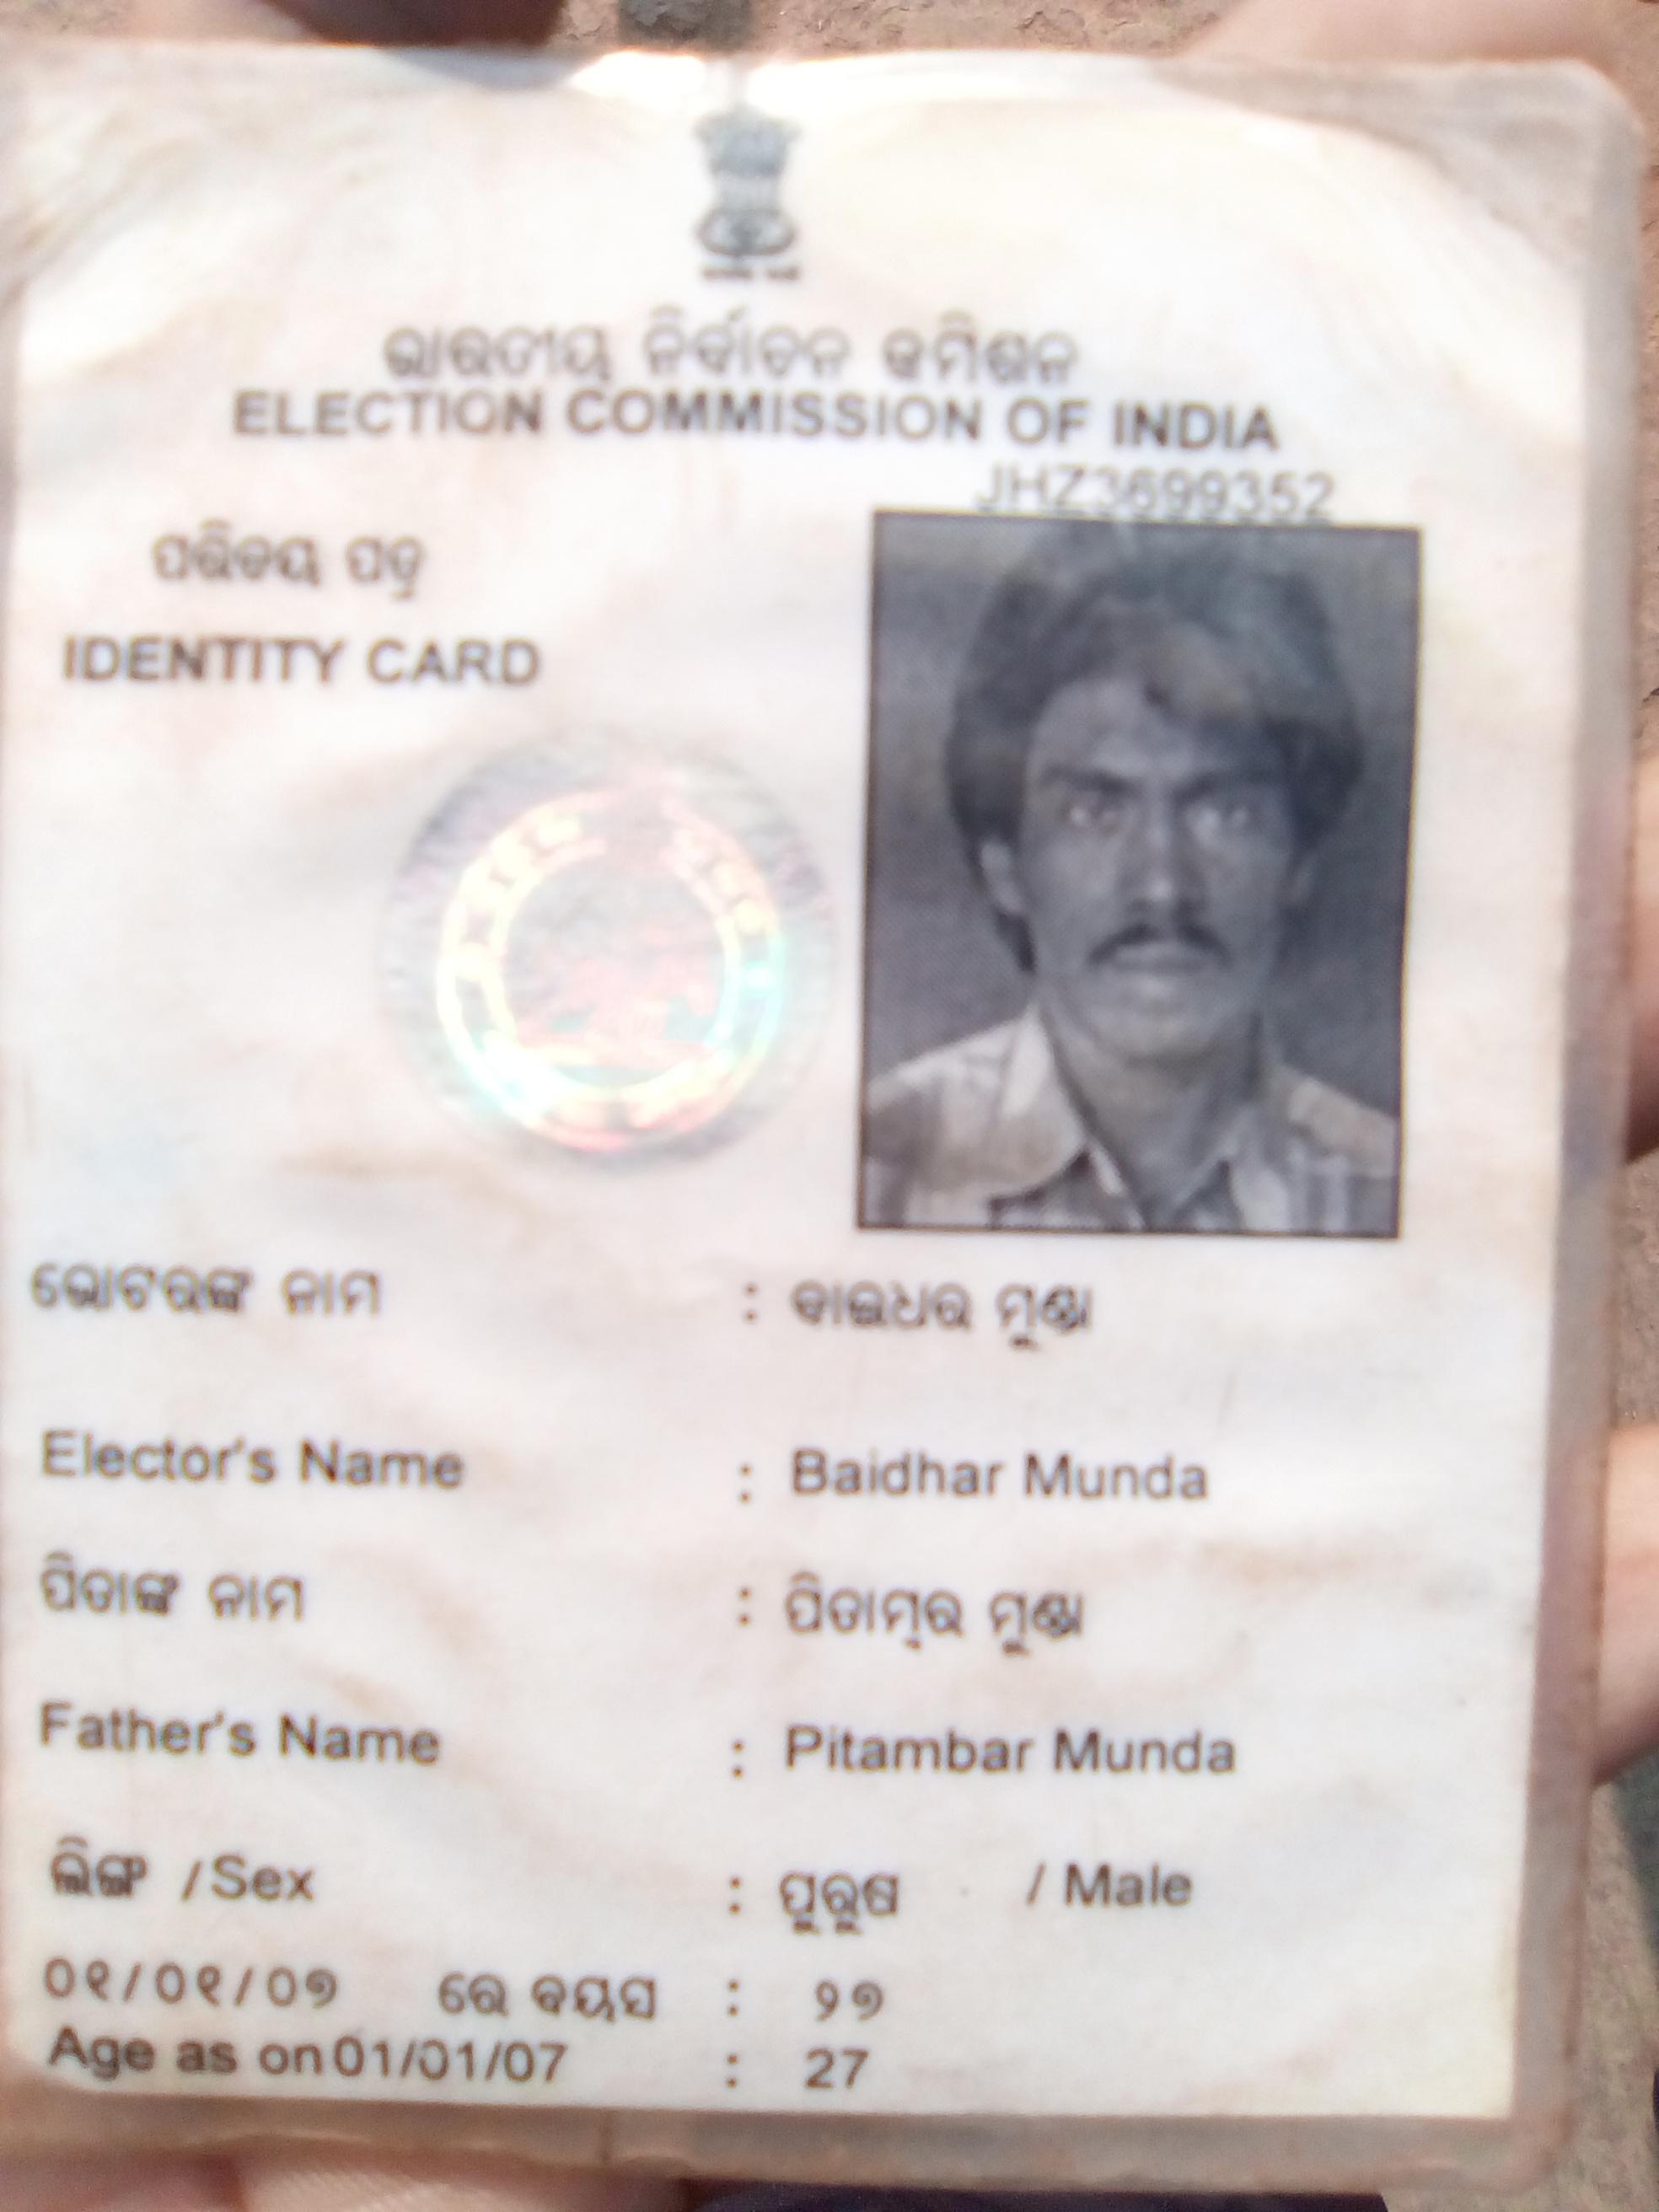 ଭାରତୀୟ ନିର୍ବାଚନ କମିଶନ
ELECTION COMMISSION OF INDIA
JHZ3699352
ପରିଚୟ ପତ୍ର
IDENTITY CARD
ଭୋଟରଙ୍କ ନାମ : ବାଇଧର ମୁଣ୍ଡା
Elector's Name : Baidhar Munda
ପିତାଙ୍କ ନାମ : ପିତାମ୍ବର ମୁଣ୍ଡା
Father's Name : Pitambar Munda
ଲିଙ୍ଗ /Sex : ପୁରୁଷ / Male
୦୧/୦୧/୦୭ ରେ ବୟସ : ୨୭
Age as on 01/01/07 : 27